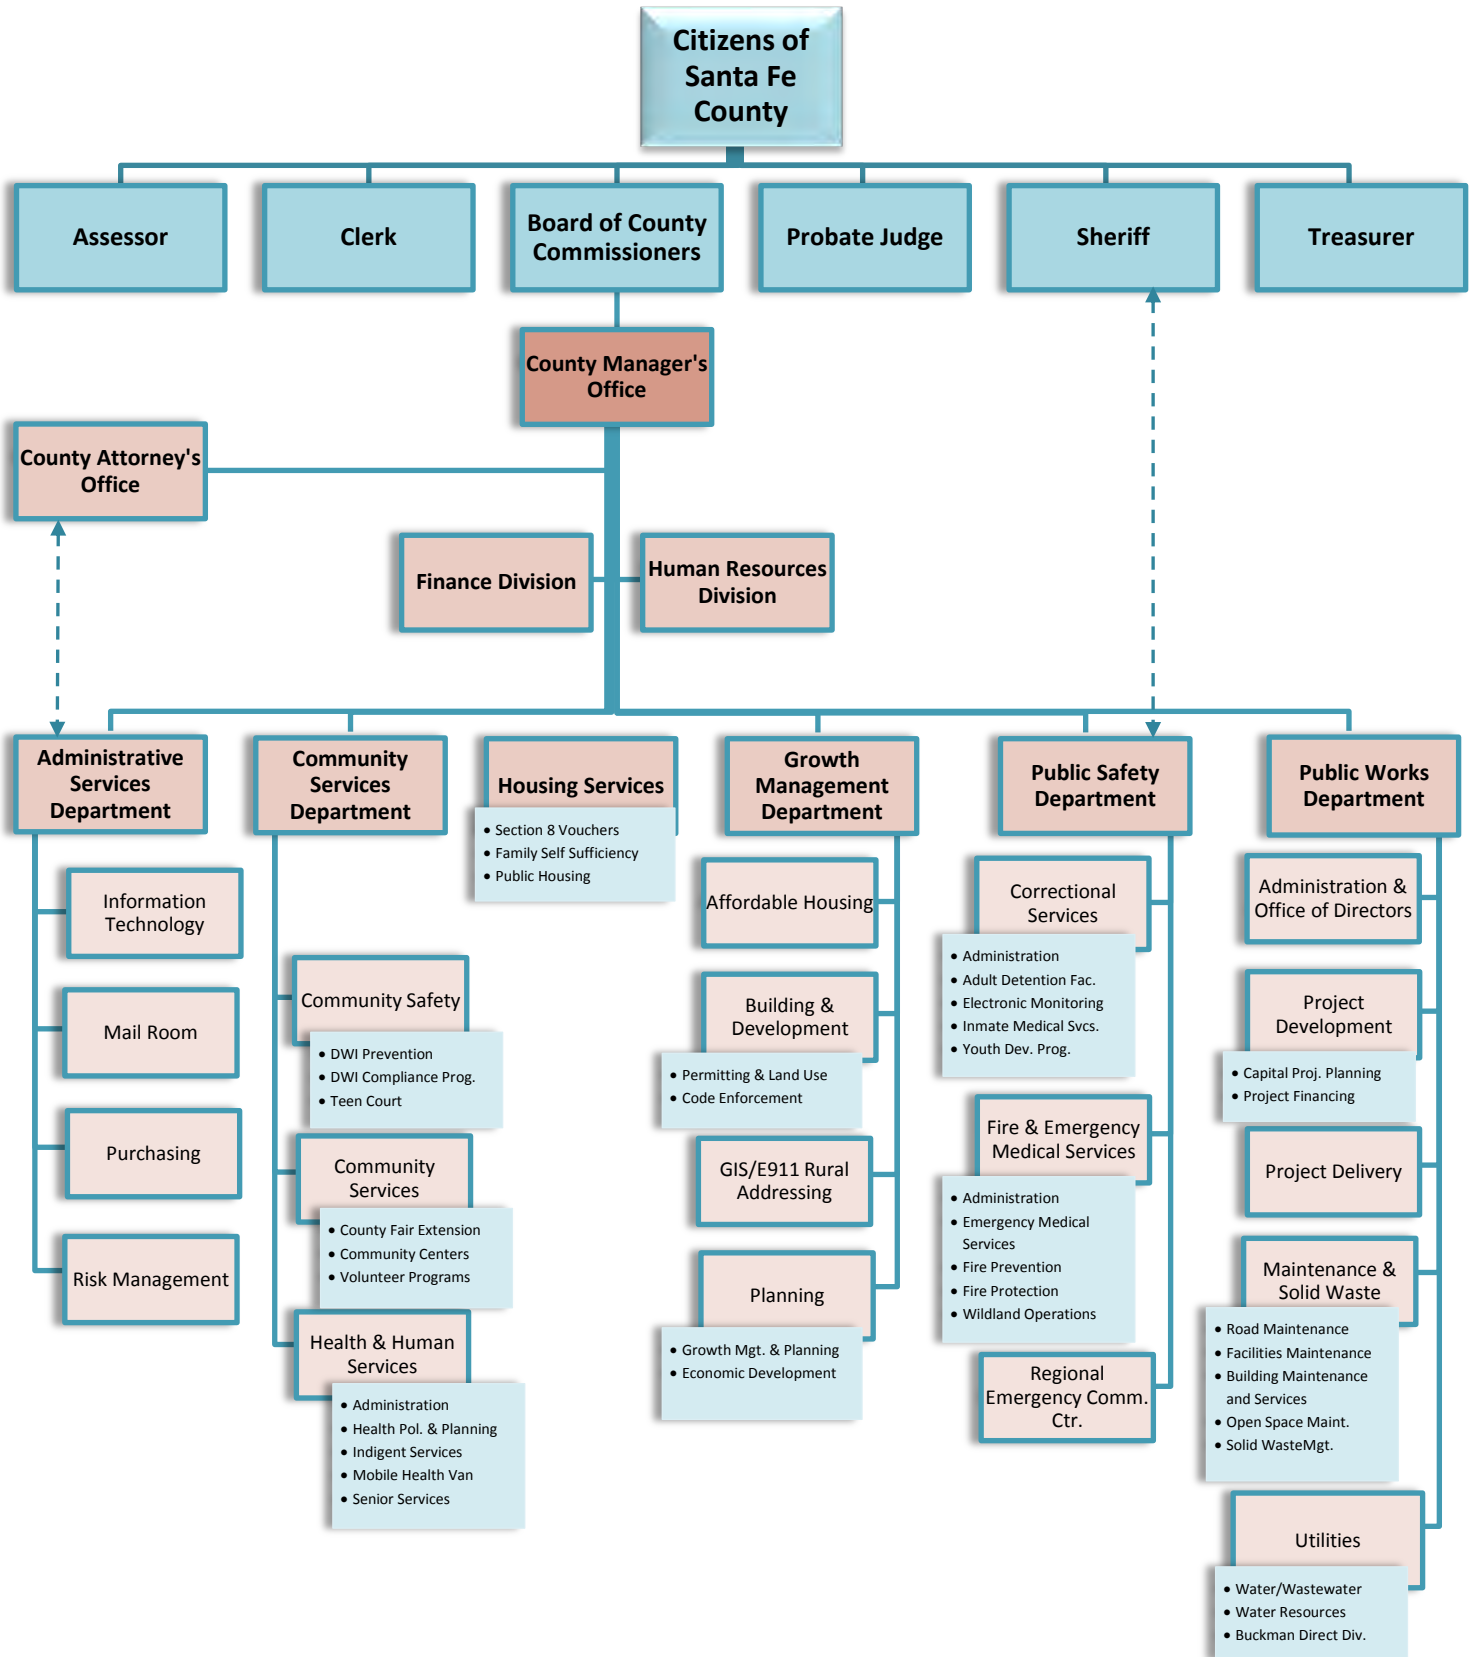 Citizens of
Santa Fe
County
Assessor
Clerk
Board of County
Commissioners
Probate Judge
Sheriff
Treasurer
County Manager's
Office
County Attorney's
Office
Finance Division
Human Resources
Division
Administrative
Services
Department
Information
Technology
Mail Room
Purchasing
Risk Management
Community
Services
Department
Community Safety
• DWI Prevention
• DWI Compliance Prog.
• Teen Court
Community
Services
• County Fair Extension
• Community Centers
• Volunteer Programs
Health & Human
Services
• Administration
• Health Pol. & Planning
• Indigent Services
• Mobile Health Van
• Senior Services
Housing Services
• Section 8 Vouchers
• Family Self Sufficiency
• Public Housing
Growth
Management
Department
Affordable Housing
Building &
Development
• Permitting & Land Use
• Code Enforcement
GIS/E911 Rural
Addressing
Planning
• Growth Mgt. & Planning
• Economic Development
Public Safety
Department
Correctional
Services
• Administration
• Adult Detention Fac.
• Electronic Monitoring
• Inmate Medical Svcs.
• Youth Dev. Prog.
Fire & Emergency
Medical Services
• Administration
• Emergency Medical
Services
• Fire Prevention
• Fire Protection
• Wildland Operations
Regional
Emergency Comm.
Ctr.
Public Works
Department
Administration &
Office of Directors
Project
Development
• Capital Proj. Planning
• Project Financing
Project Delivery
Maintenance &
Solid Waste
• Road Maintenance
• Facilities Maintenance
• Building Maintenance
and Services
• Open Space Maint.
• Solid WasteMgt.
Utilities
• Water/Wastewater
• Water Resources
• Buckman Direct Div.